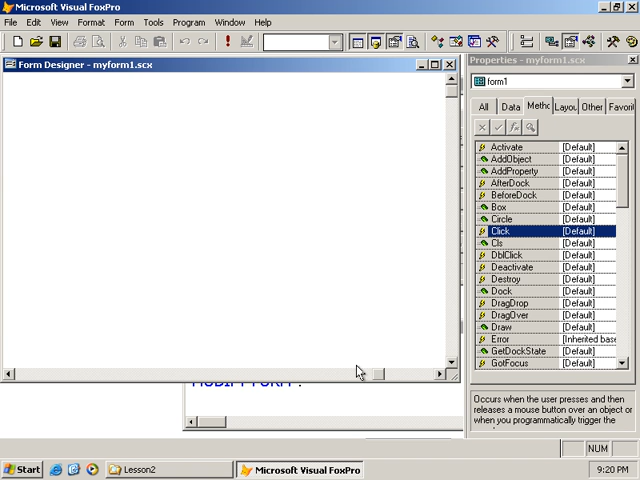 Microsoft Visual FoxPro
File Edit View Format Form Tools Program Window Help
Form Designer - myform1.scx
Properties - myform1.scx
form1
All Data Metho Layou Other Favori
Activate [Default]
AddObject [Default]
AddProperty [Default]
AfterDock [Default]
BeforeDock [Default]
Box [Default]
Circle [Default]
Click [Default]
Cls [Default]
DblClick [Default]
Deactivate [Default]
Destroy [Default]
Dock [Default]
DragDrop [Default]
DragOver [Default]
Draw [Default]
Error [Inherited base
GetDockState [Default]
GotFocus [Default]
MODIFY FORM ?
Occurs when the user presses and then
releases a mouse button over an object or
when you programmatically trigger the
NUM
Start Lesson2 Microsoft Visual FoxPro 9:20 PM